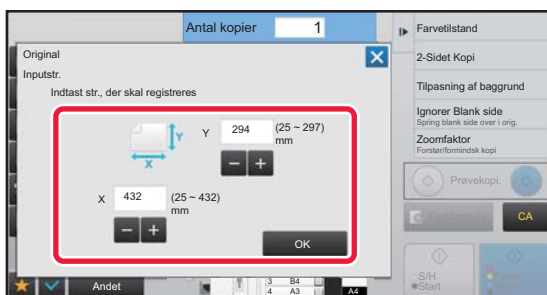 Antal kopier 1
Original
Inputstr.
Indtast str., der skal registreres
Y
X
Y 294 (25 ~ 297)
mm
X 432 (25 ~ 432)
mm
OK
Andet
3 B4
4 A3
A4
Farvetilstand
2-Sidet Kopi
Tilpasning af baggrund
Ignorer Blank side
Spring blank side over i orig.
Zoomfaktor
Forstør/formindsk kopi
Prøvekopi.
CA
S/H
Start